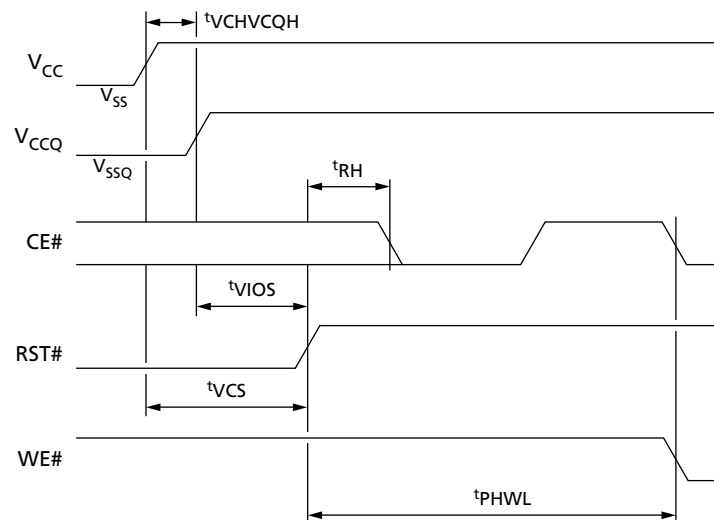 tVCHVCQH
VCC
VSS
VCCQ
VSSQ
tRH
CE#
tVIOS
RST#
tVCS
WE#
tPHWL